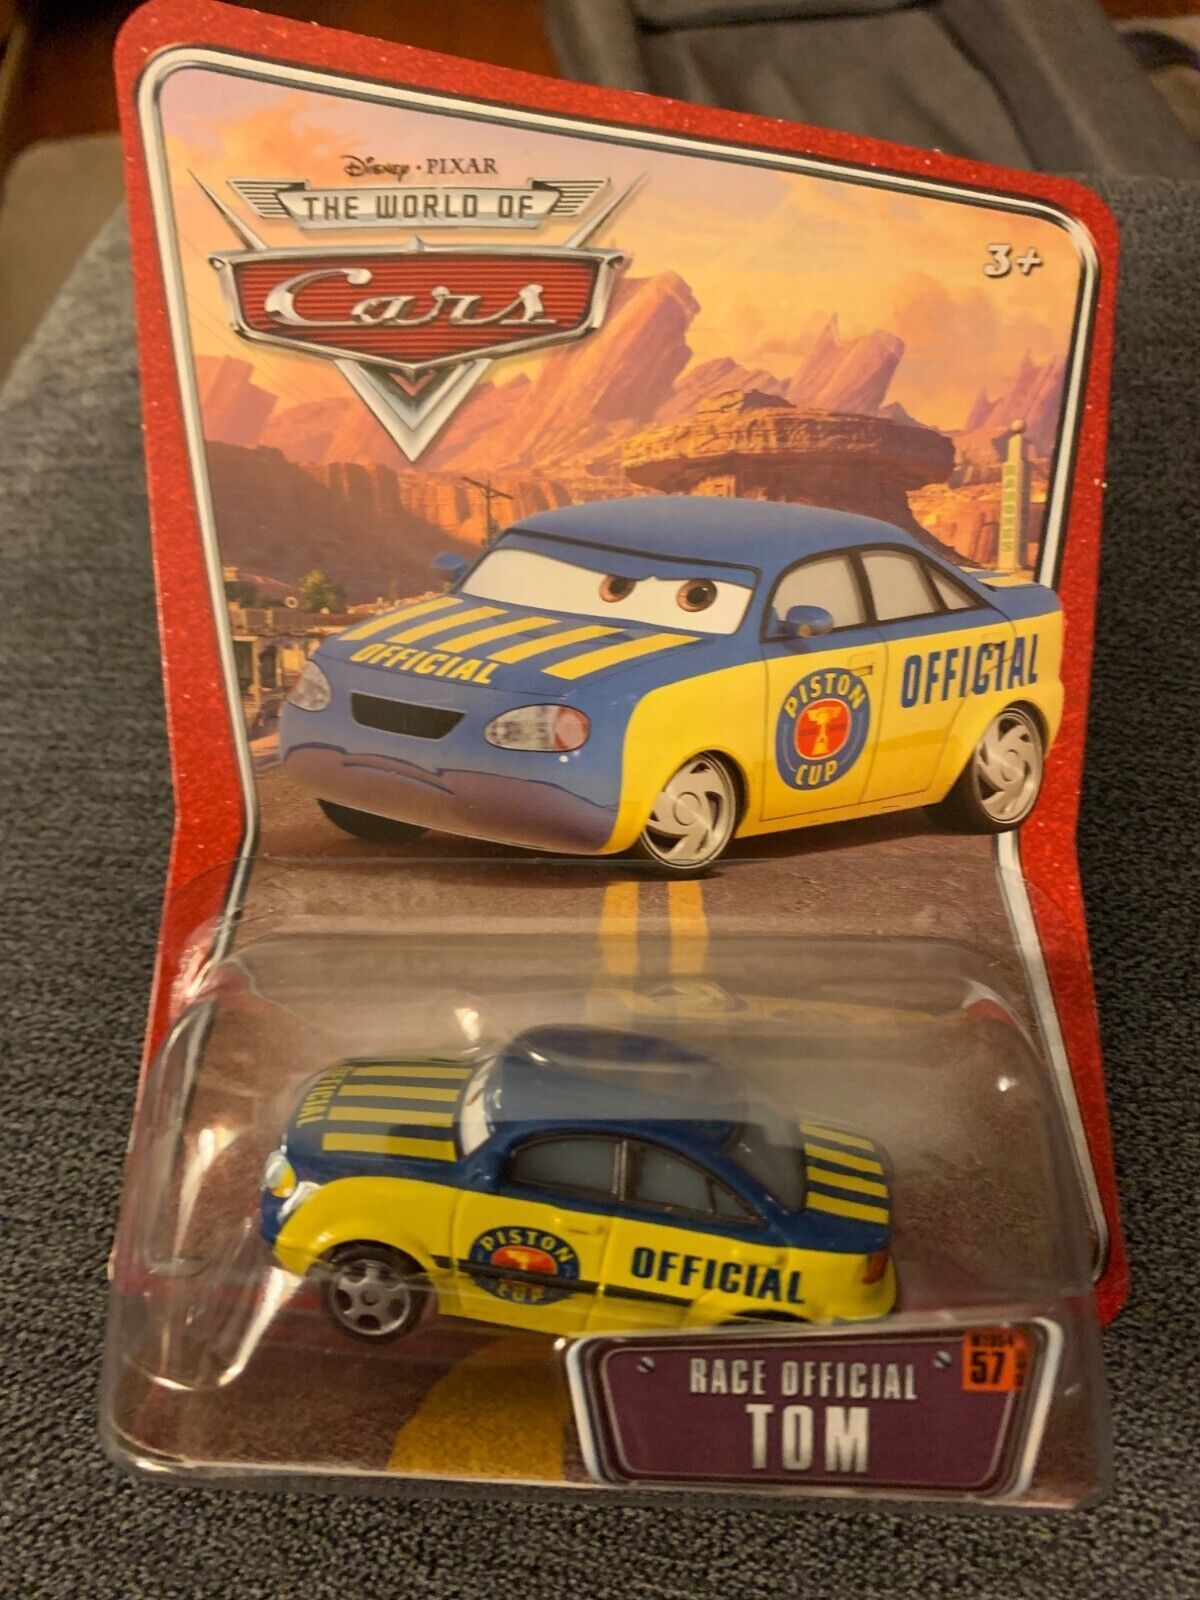 Disney · PIXAR
THE WORLD OF
Cars
3+
OFFICIAL
PISTON
CUP
OFFICIAL
OFFICIAL
PISTON
CUP
OFFICIAL
57
RACE OFFICIAL
TOM